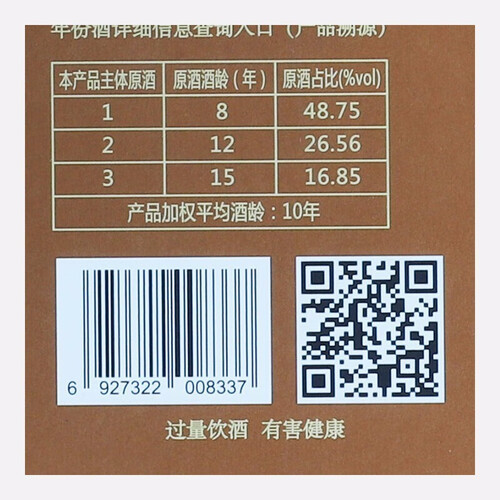 年份酒详细信息查询入口（产品溯源）
本产品主体原酒 原酒酒龄（年） 原酒占比(%vol)
1 8 48.75
2 12 26.56
3 15 16.85
产品加权平均酒龄：10年
6 927322 008337
过量饮酒 有害健康